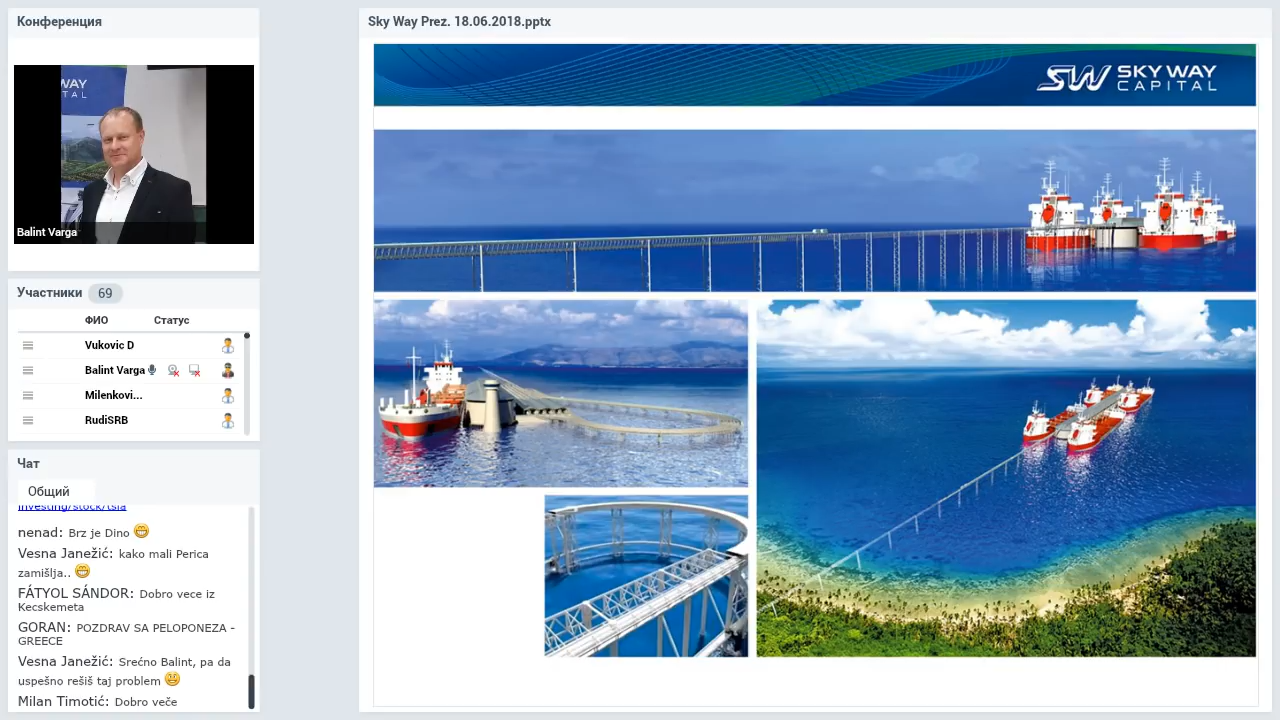 Конференция
WAY
TAL
Balint Varga
Участники 69
ФИО Статус
Vukovic D
Balint Varga
Milenkovi...
RudiSRB
Чат
Общий
investing/stock/tsla
nenad: Brz je Dino
Vesna Janežić: kako mali Perica
zamišlja..
FÁTYOL SÁNDOR: Dobro vece iz
Kecskemeta
GORAN: POZDRAV SA PELOPONEZA -
GREECE
Vesna Janežić: Srećno Balint, pa da
uspešno rešiš taj problem
Milan Timotić: Dobro veče
Sky Way Prez. 18.06.2018.pptx
SW SKY WAY
CAPITAL